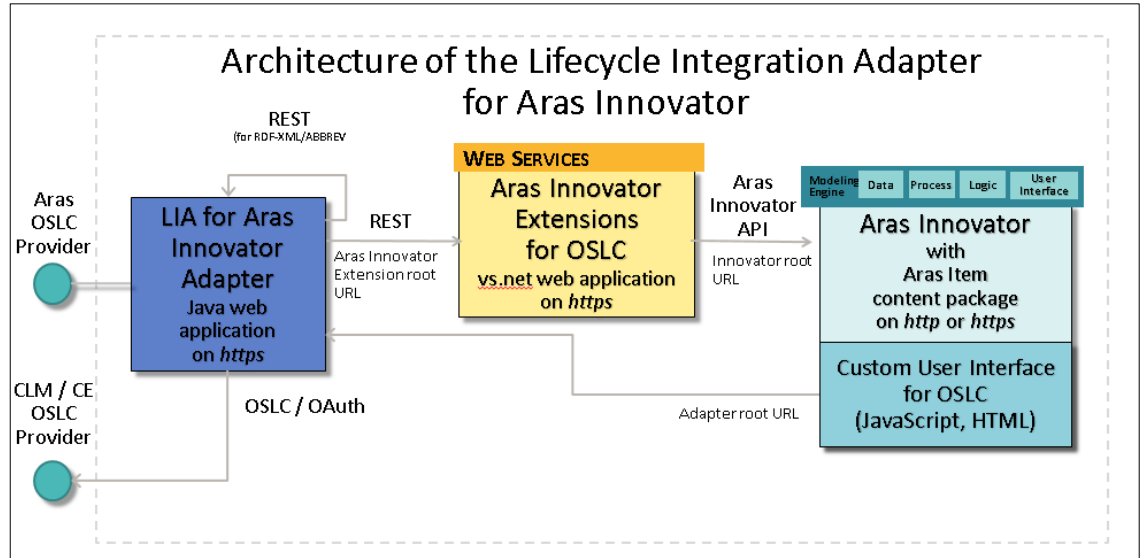 Architecture of the Lifecycle Integration Adapter
for Aras Innovator
REST
(for RDF-XML/ABBREV
Aras
OSLC
Provider
LIA for Aras
Innovator
Adapter
Java web
application
on https
REST
Aras Innovator
Extension root
URL
WEB SERVICES
Aras Innovator
Extensions
for OSLC
vs.net web application
on https
Aras
Innovator
API
Innovator root
URL
Modeling
Engine
Data
Process
Logic
User
Interface
Aras Innovator
with
Aras Item
content package
on http or https
Custom User Interface
for OSLC
(JavaScript, HTML)
Adapter root URL
OSLC / OAuth
CLM / CE
OSLC
Provider